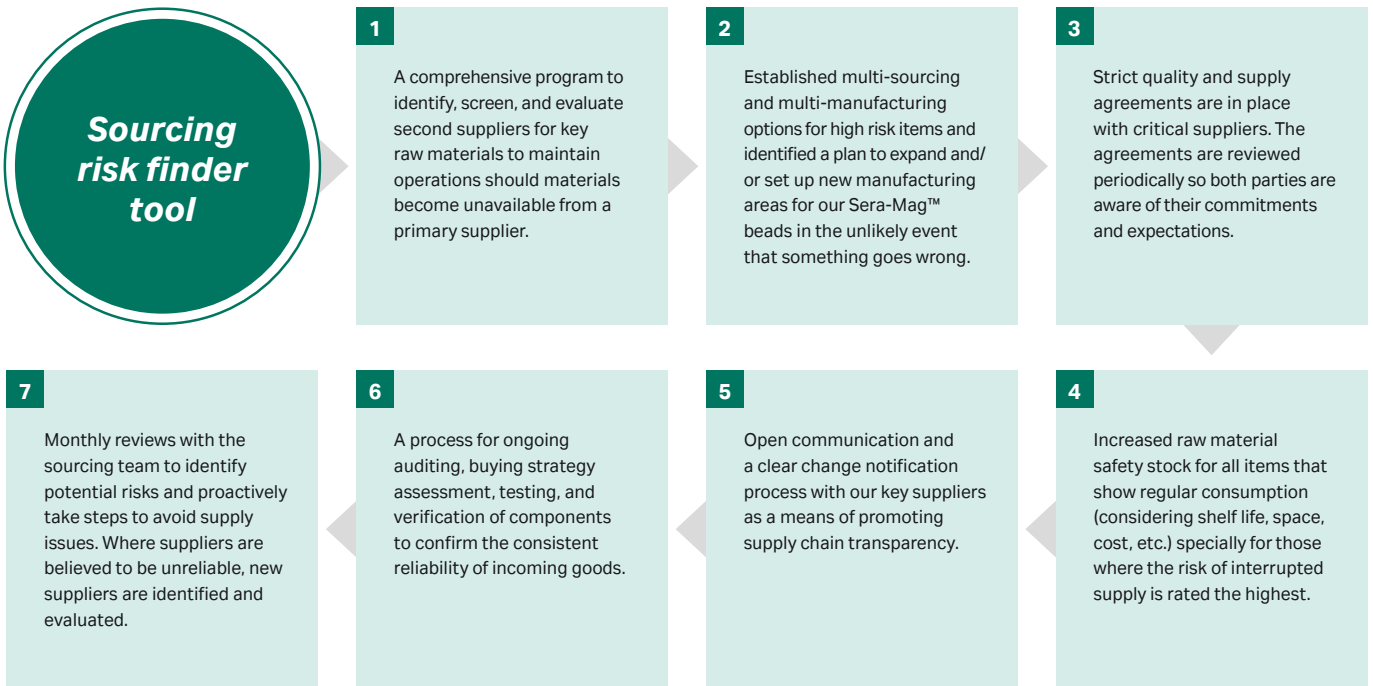 Sourcing
risk finder
tool
1
A comprehensive program to
identify, screen, and evaluate
second suppliers for key
raw materials to maintain
operations should materials
become unavailable from a
primary supplier.
2
Established multi-sourcing
and multi-manufacturing
options for high risk items and
identified a plan to expand and/
or set up new manufacturing
areas for our Sera-Mag™
beads in the unlikely event
that something goes wrong.
3
Strict quality and supply
agreements are in place
with critical suppliers. The
agreements are reviewed
periodically so both parties are
aware of their commitments
and expectations.
4
Increased raw material
safety stock for all items that
show regular consumption
(considering shelf life, space,
cost, etc.) specially for those
where the risk of interrupted
supply is rated the highest.
5
Open communication and
a clear change notification
process with our key suppliers
as a means of promoting
supply chain transparency.
6
A process for ongoing
auditing, buying strategy
assessment, testing, and
verification of components
to confirm the consistent
reliability of incoming goods.
7
Monthly reviews with the
sourcing team to identify
potential risks and proactively
take steps to avoid supply
issues. Where suppliers are
believed to be unreliable, new
suppliers are identified and
evaluated.